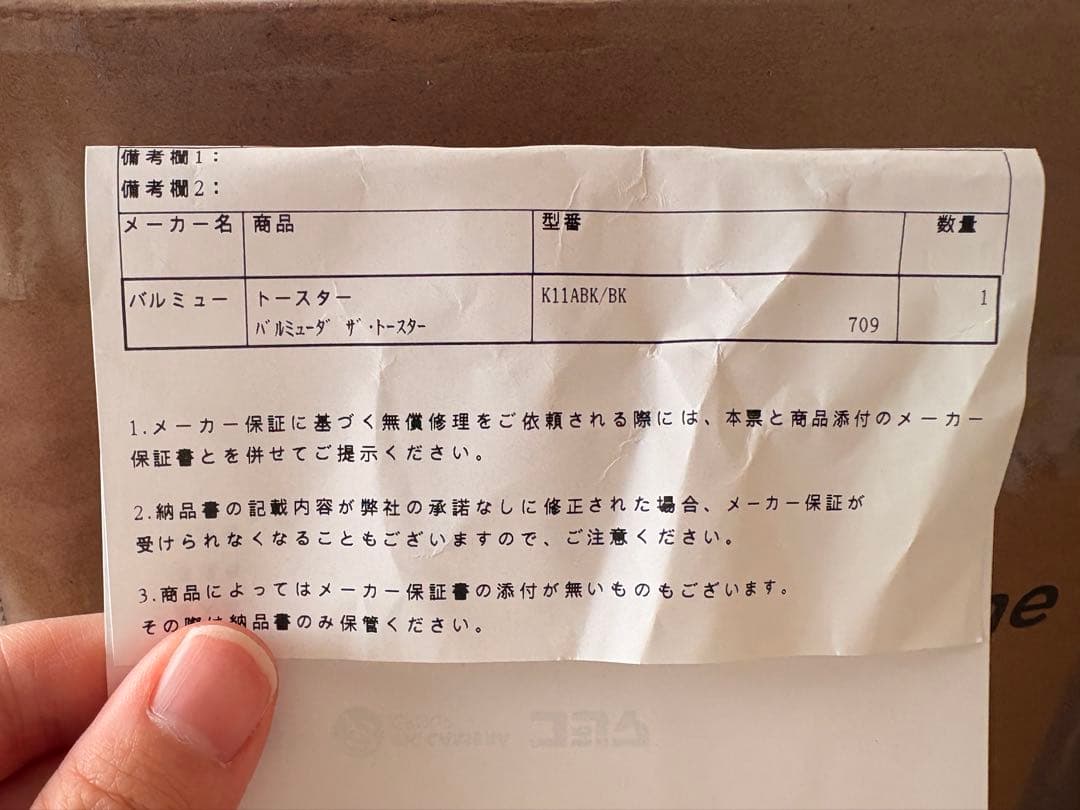 備考欄1：
備考欄2：
メーカー名 商品 型番 数量
バルミュー トースター K11ABK/BK 1
ﾊﾞﾙﾐｭｰﾀﾞ ｻﾞ･ﾄｰｽﾀｰ 709
1.メーカー保証に基づく無償修理をご依頼される際には、本票と商品添付のメーカー
保証書とを併せてご提示ください。
2.納品書の記載内容が弊社の承諾なしに修正された場合、メーカー保証が
受けられなくなることもございますので、ご注意ください。
3.商品によってはメーカー保証書の添付が無いものもございます。
その際は納品書のみ保管ください。